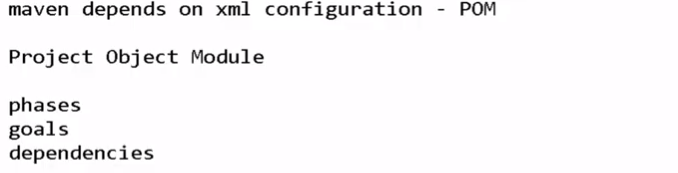 maven depends on xml configuration - POM
Project Object Module
phases
goals
dependencies